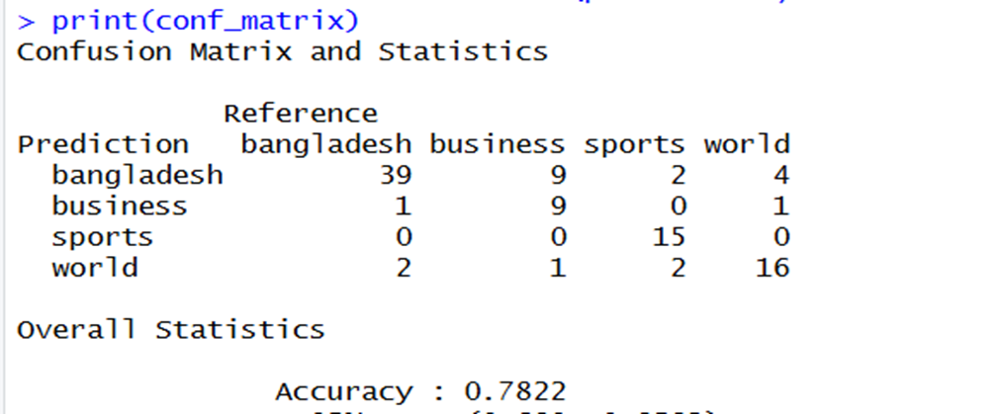 > print(conf_matrix)
Confusion Matrix and Statistics
Reference
Prediction bangladesh business sports world
bangladesh 39 9 2 4
business 1 9 0 1
sports 0 0 15 0
world 2 1 2 16
Overall Statistics
Accuracy : 0.7822